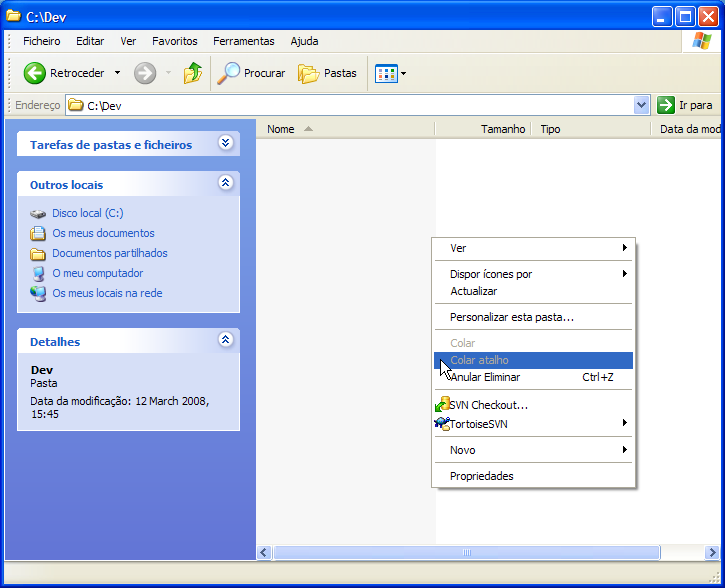 C:\Dev
Ficheiro Editar Ver Favoritos Ferramentas Ajuda
Retroceder Procurar Pastas
Endereço C:\Dev Ir para
Tarefas de pastas e ficheiros
Outros locais
Disco local (C:)
Os meus documentos
Documentos partilhados
O meu computador
Os meus locais na rede
Detalhes
Dev
Pasta
Data da modificação: 12 March 2008,
15:45
Nome Tamanho Tipo Data da mod
Ver
Dispor ícones por
Actualizar
Personalizar esta pasta...
Colar
Colar atalho
Anular Eliminar Ctrl+Z
SVN Checkout...
TortoiseSVN
Novo
Propriedades